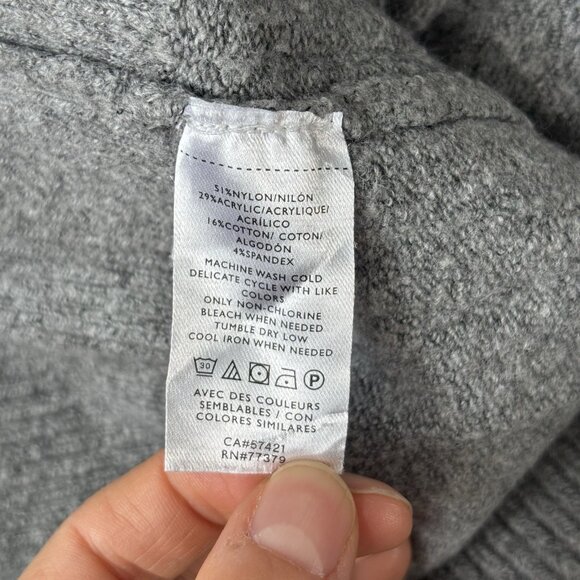 51%NYLON/NILÓN
29%ACRYLIC/ACRYLIQUE/
ACRÍLICO
16%COTTON/ COTON/
ALGODÓN
4%SPANDEX
MACHINE WASH COLD
DELICATE CYCLE WITH LIKE
COLORS
ONLY NON-CHLORINE
BLEACH WHEN NEEDED
TUMBLE DRY LOW
COOL IRON WHEN NEEDED
30 P
AVEC DES COULEURS
SEMBLABLES / CON
COLORES SIMILARES
CA#57421
RN#77379